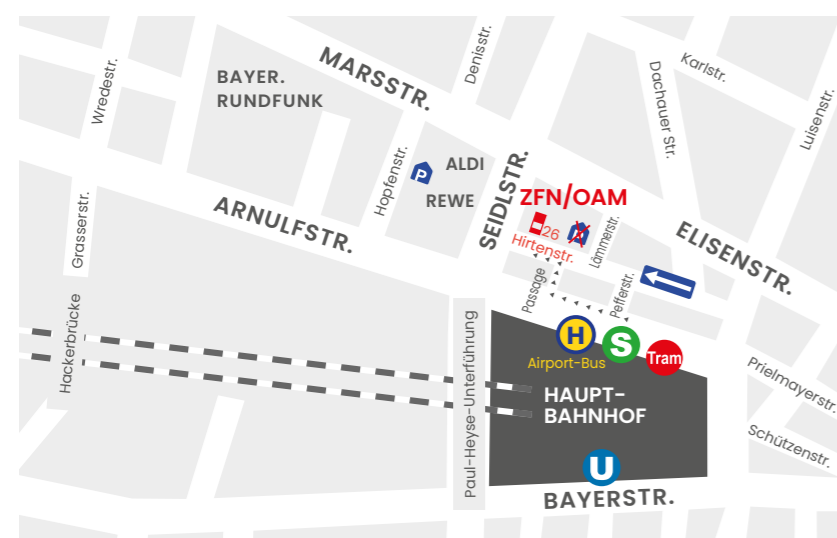 MARSSTR.
Denisstr.
Karlstr.
Wredestr.
BAYER.
RUNDFUNK
Dachauer Str.
Luisenstr.
Hopfenstr.
P
ALDI
REWE
SEIDLSTR.
ZFN/OAM
26
Hirtenstr.
Lämmerstr.
ELISENSTR.
Grasserstr.
ARNULFSTR.
Passage
Pefferstr.
Hackerbrücke
Paul-Heyse-Unterführung
H
S
Tram
Airport-Bus
HAUPT-
BAHNHOF
Prielmayerstr.
Schützenstr.
U
BAYERSTR.